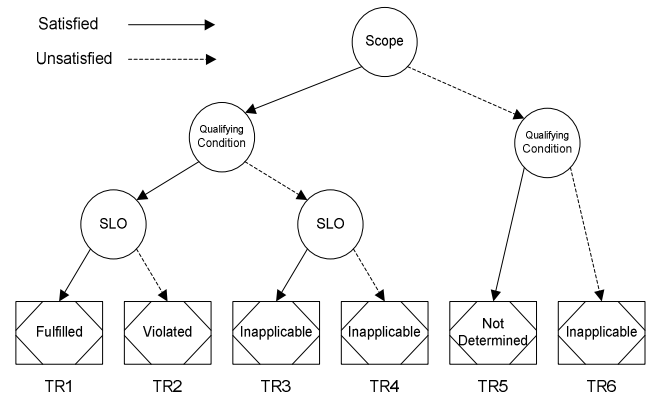 Satisfied
Unsatisfied
Scope
Qualifying
Condition
Qualifying
Condition
SLO
SLO
Fulfilled
Violated
Inapplicable
Inapplicable
Not
Determined
Inapplicable
TR1
TR2
TR3
TR4
TR5
TR6